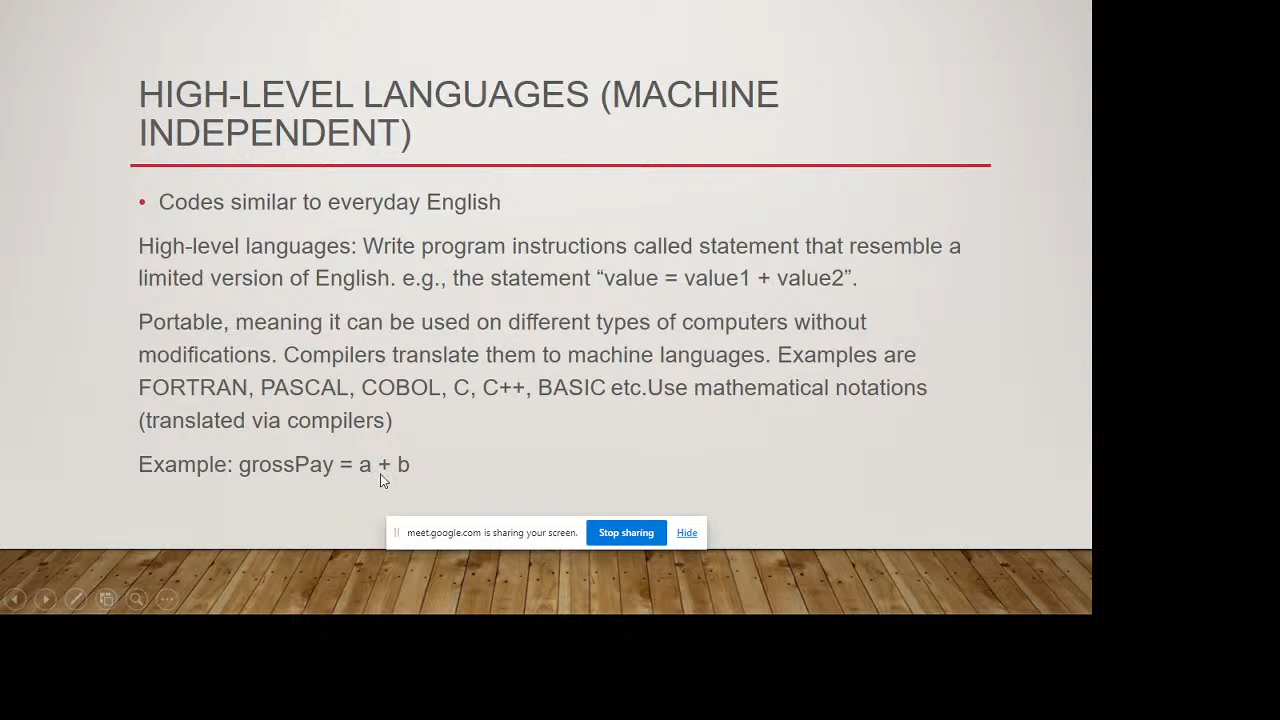 HIGH-LEVEL LANGUAGES (MACHINE
INDEPENDENT)
• Codes similar to everyday English
High-level languages: Write program instructions called statement that resemble a
limited version of English. e.g., the statement “value = value1 + value2”.
Portable, meaning it can be used on different types of computers without
modifications. Compilers translate them to machine languages. Examples are
FORTRAN, PASCAL, COBOL, C, C++, BASIC etc.Use mathematical notations
(translated via compilers)
Example: grossPay = a + b
meet.google.com is sharing your screen. Stop sharing Hide